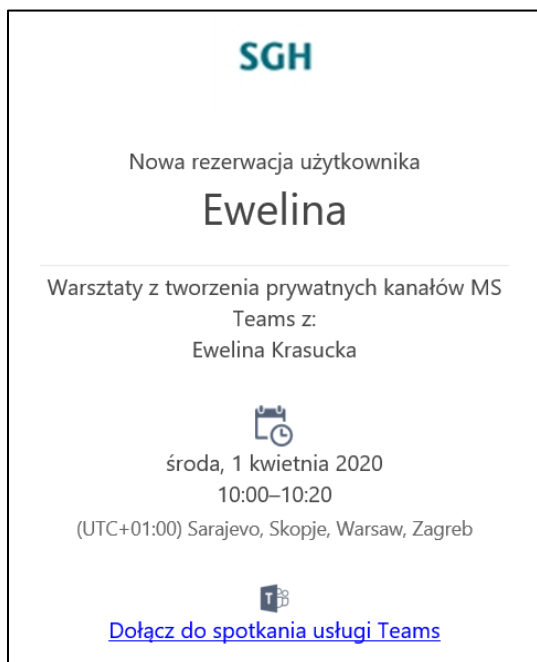 SGH
Nowa rezerwacja użytkownika
Ewelina
Warsztaty z tworzenia prywatnych kanałów MS
Teams z:
Ewelina Krasucka
środa, 1 kwietnia 2020
10:00–10:20
(UTC+01:00) Sarajevo, Skopje, Warsaw, Zagreb
T
Dołącz do spotkania usługi Teams